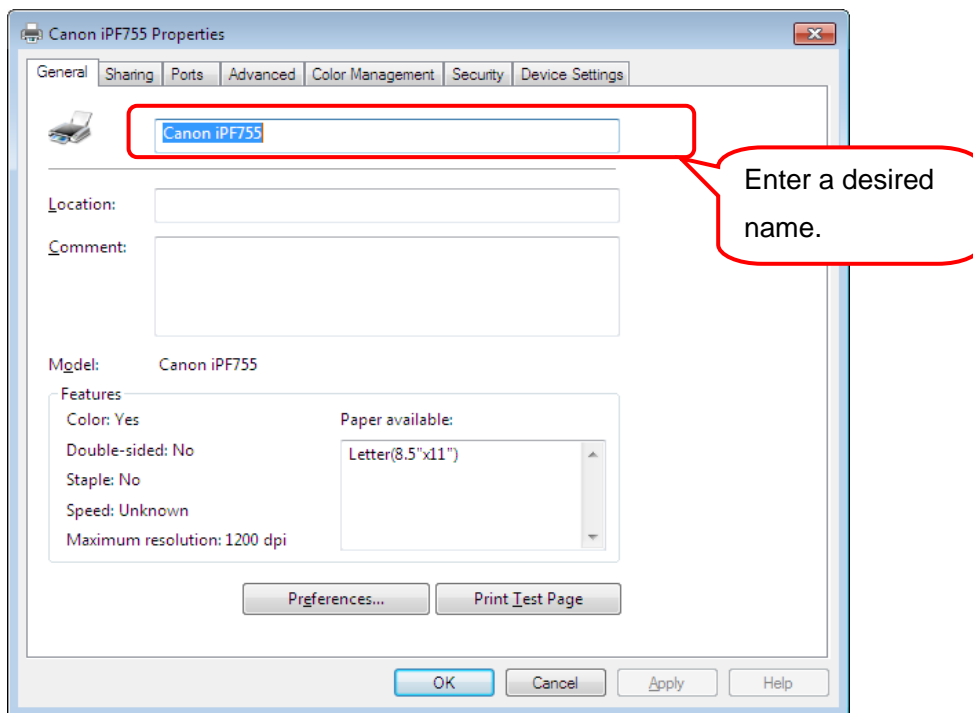 Canon iPF755 Properties
General Sharing Ports Advanced Color Management Security Device Settings
Canon iPF755
Enter a desired
name.
Location:
Comment:
Model: Canon iPF755
Features
Color: Yes
Paper available:
Double-sided: No
Letter(8.5"x11")
Staple: No
Speed: Unknown
Maximum resolution: 1200 dpi
Preferences... Print Test Page
OK Cancel Apply Help